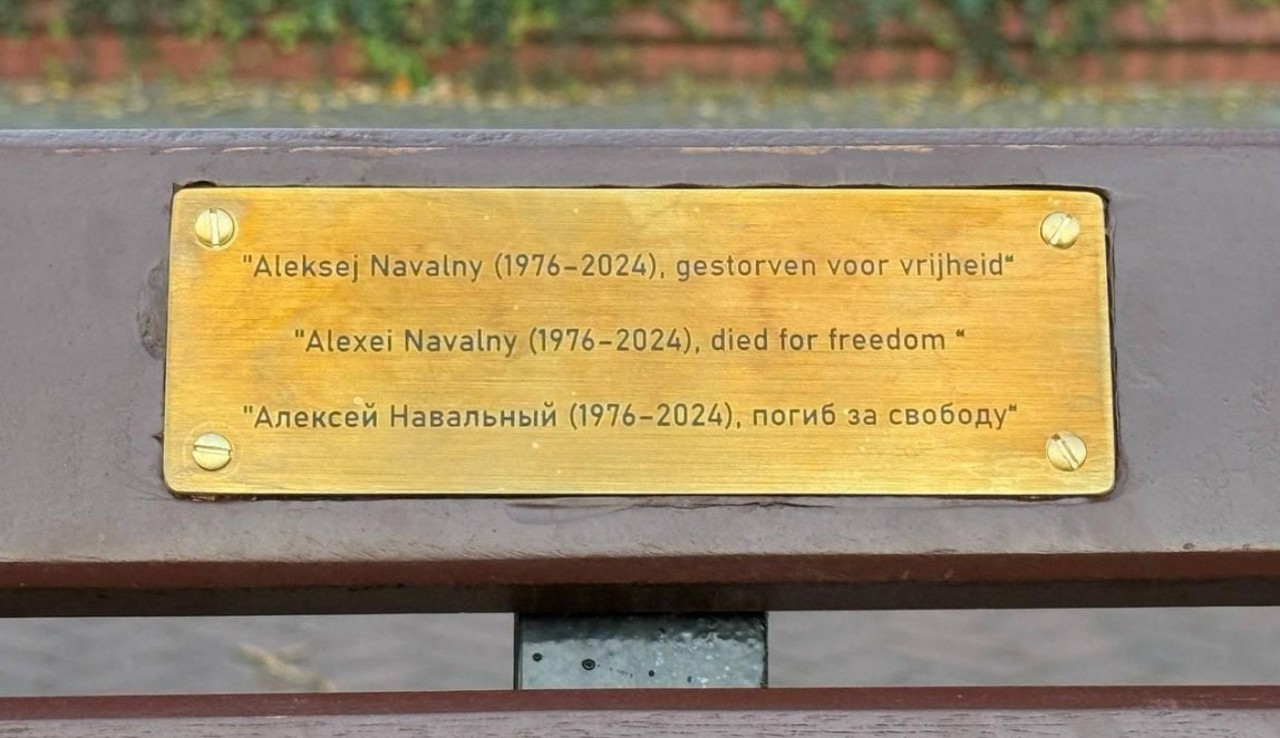 "Aleksej Navalny (1976–2024), gestorven voor vrijheid“
"Alexei Navalny (1976–2024), died for freedom “
"Алексей Навальный (1976–2024), погиб за свободу“